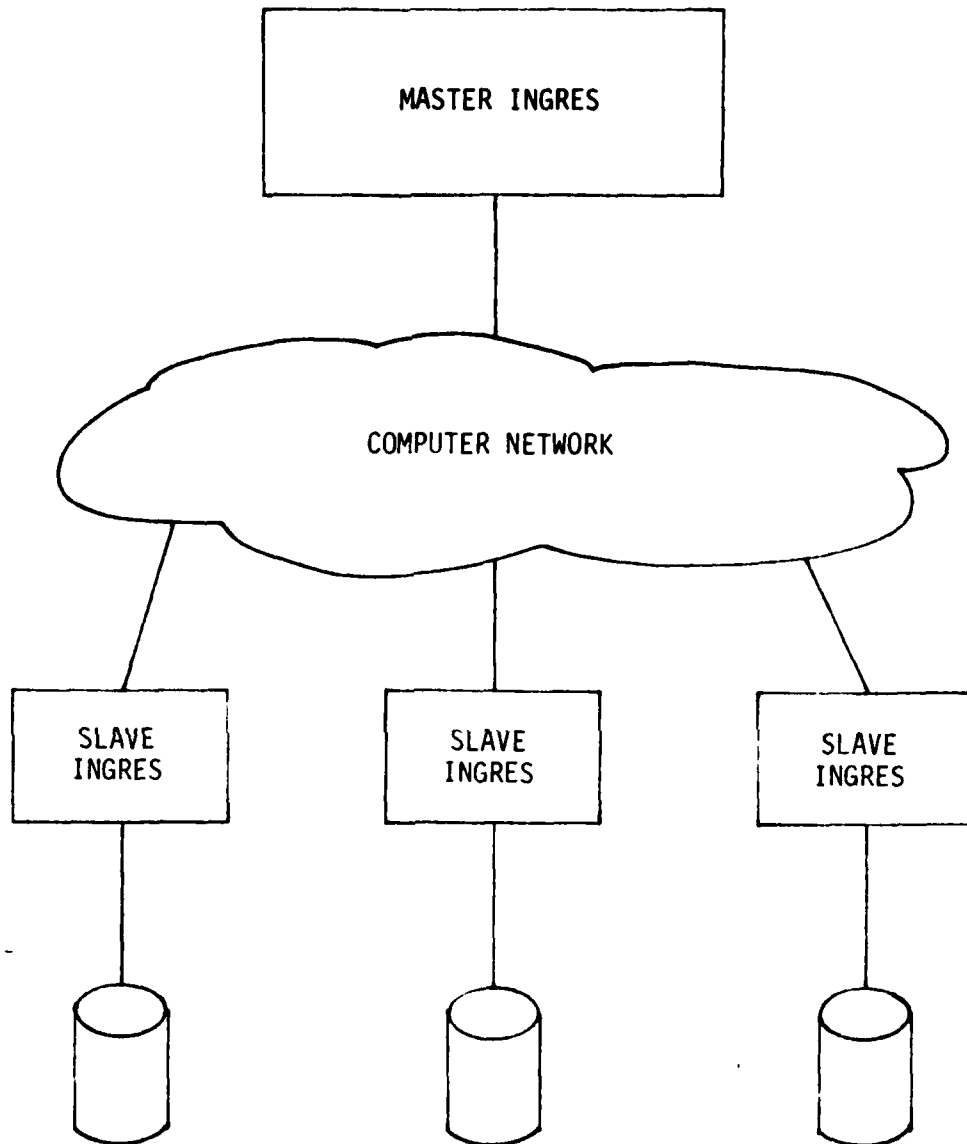 MASTER INGRES
COMPUTER NETWORK
SLAVE
INGRES
SLAVE
INGRES
SLAVE
INGRES